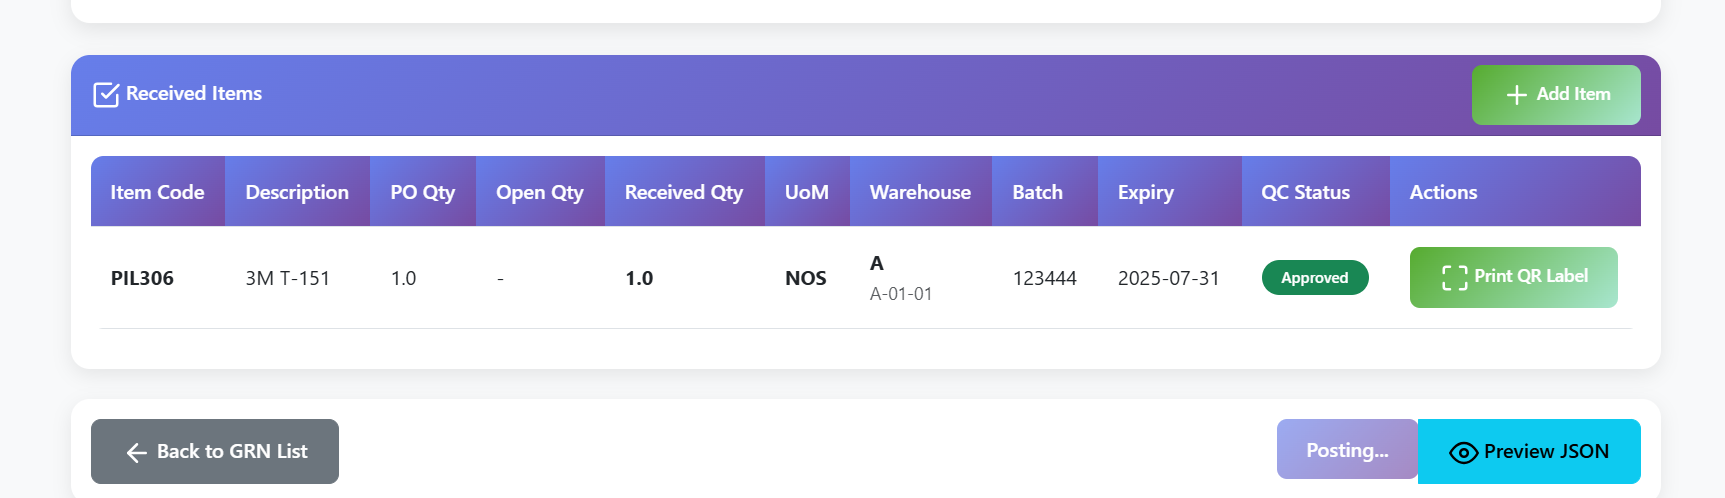 Received Items
Add Item
Item Code Description PO Qty Open Qty Received Qty UoM Warehouse Batch Expiry QC Status Actions
PIL306 3M T-151 1.0 - 1.0 NOS A 123444 2025-07-31 Approved Print QR Label
A-01-01
Back to GRN List
Posting...
Preview JSON